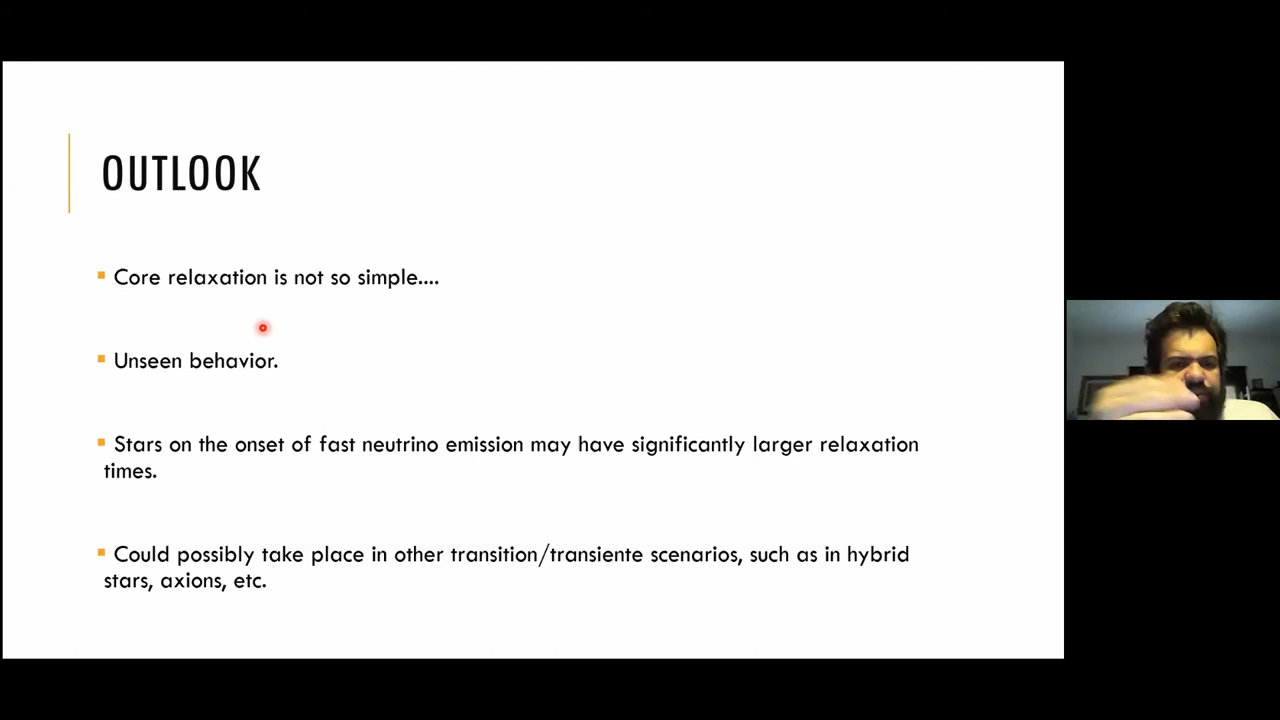 OUTLOOK
Core relaxation is not so simple....
Unseen behavior.
Stars on the onset of fast neutrino emission may have significantly larger relaxation
times.
Could possibly take place in other transition/transiente scenarios, such as in hybrid
stars, axions, etc.